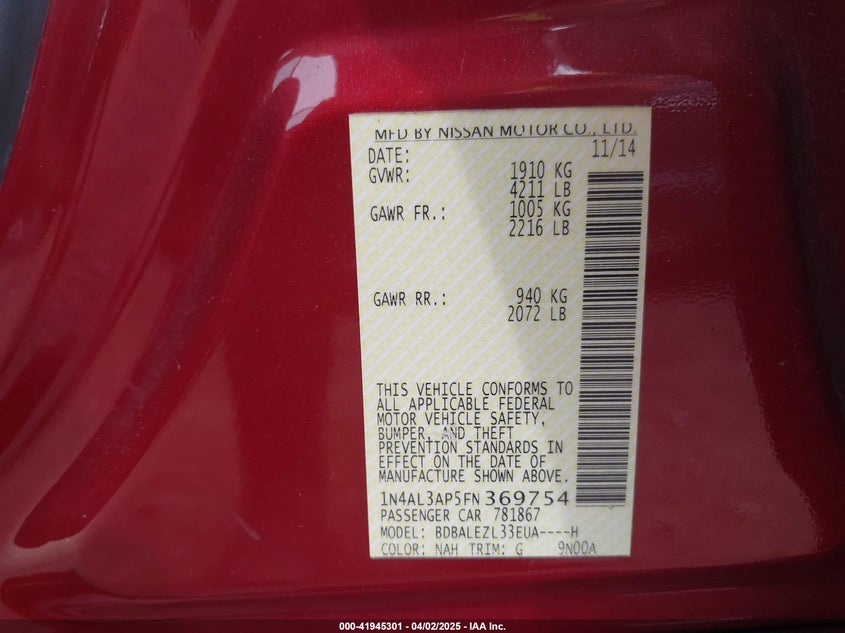 MFD BY NISSAN MOTOR CO., LTD.
DATE: 11/14
GVWR: 1910 KG
4211 LB
GAWR FR.: 1005 KG
2216 LB
GAWR RR.: 940 KG
2072 LB
THIS VEHICLE CONFORMS TO
ALL APPLICABLE FEDERAL
MOTOR VEHICLE SAFETY,
BUMPER, AND THEFT
PREVENTION STANDARDS IN
EFFECT ON THE DATE OF
MANUFACTURE SHOWN ABOVE.
1N4AL3AP5FN369754
PASSENGER CAR 781867
MODEL: BDBALEZL33EUA----H
COLOR: NAH TRIM: G 9N00A
000-41945301 - 04/02/2025 - IAA Inc.